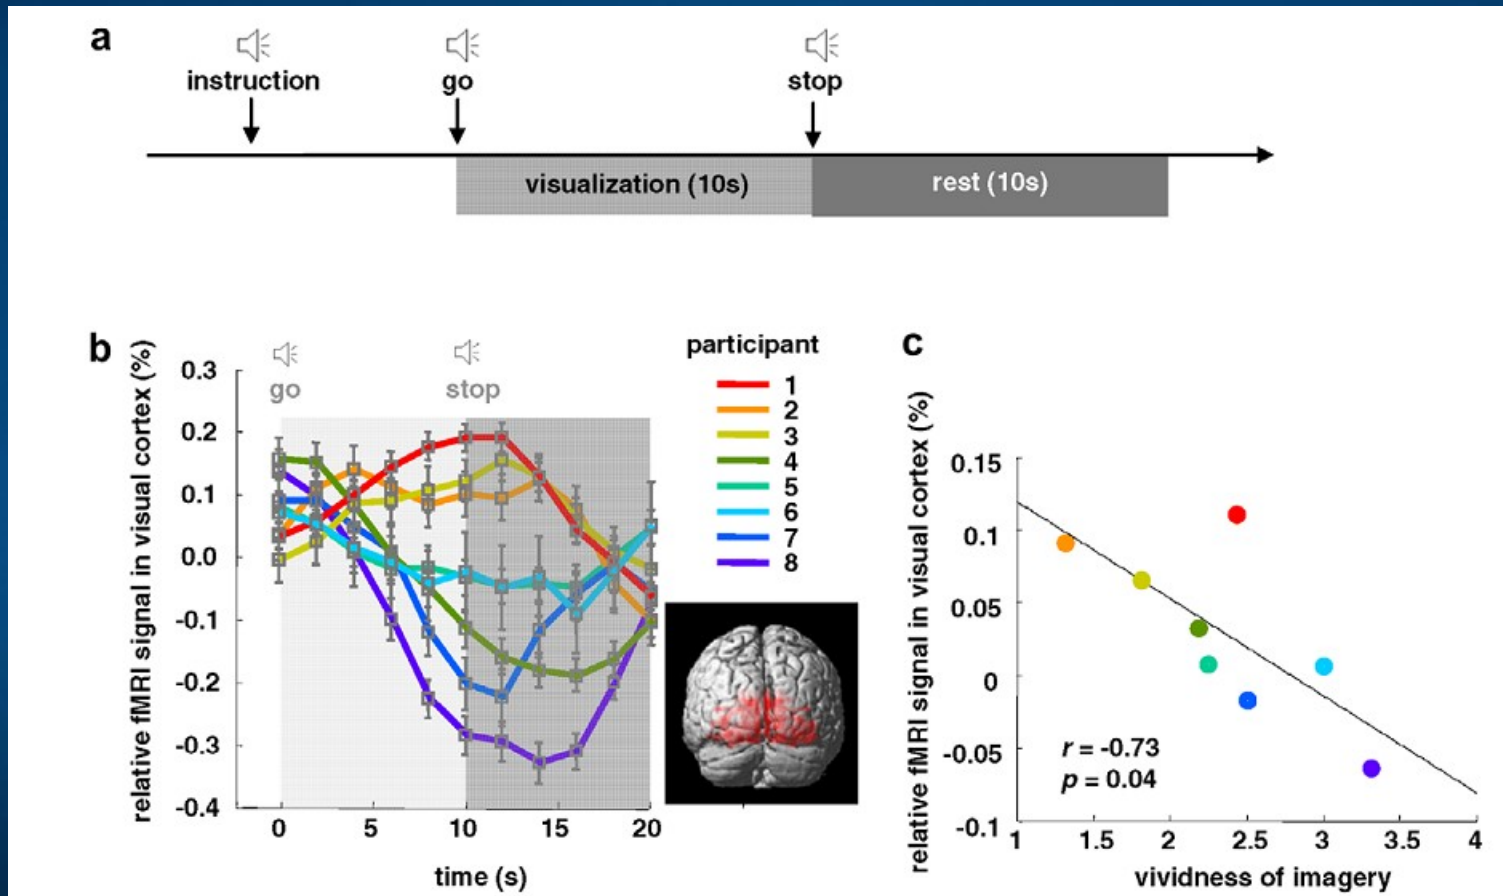 a
instruction
go
stop
visualization (10s)
rest (10s)
b
relative fMRI signal in visual cortex (%)
0.3
0.2
0.1
0.0
-0.1
-0.2
-0.3
-0.4
go
stop
0
5
10
15
20
time (s)
participant
1
2
3
4
5
6
7
8
c
relative fMRI signal in visual cortex (%)
0.15
0.1
0.05
0
-0.05
-0.1
r = -0.73
p = 0.04
1
1.5
2
2.5
3
3.5
4
vividness of imagery